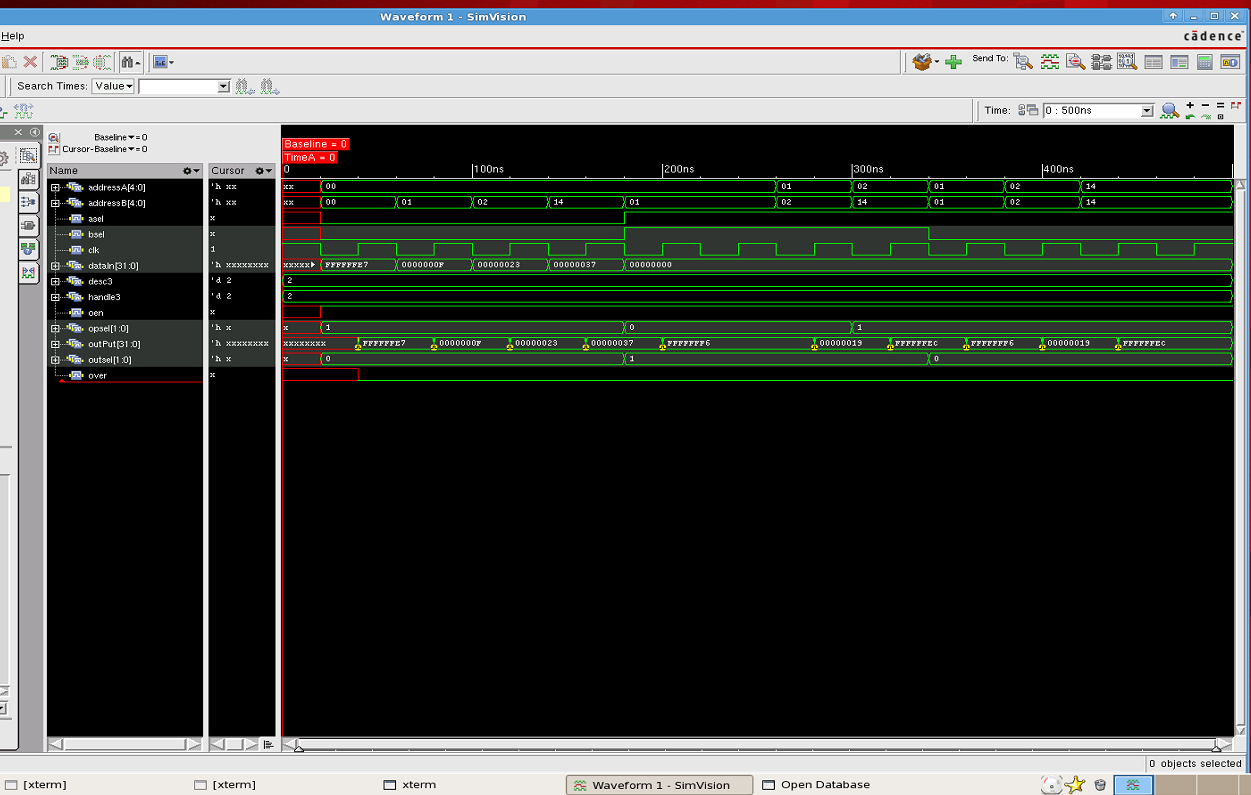 Waveform 1 - SimVision
Help
cādence
Send To:
Search Times: Value
Time: 0 : 500ns
Baseline = 0
Cursor-Baseline = 0
Baseline = 0
TimeA = 0
Name Cursor 0 100ns 200ns 300ns 400ns
addressA[4:0] 'h xx xx 00 01 02 01 02 14
addressB[4:0] 'h xx xx 00 01 02 14 01 02 14 01 02 14
asel x
bsel x
clk 1
dataIn[31:0] 'h xxxxxxxx xxxxx FFFFFFE7 0000000F 00000023 00000037 00000000
desc3 'd 2 2
handle3 'd 2 2
oen x
opsel[1:0] 'h x x 1 0 1
outPut[31:0] 'h xxxxxxxx xxxxxxxx FFFFFFE7 0000000F 00000023 00000037 FFFFFFF6 00000019 FFFFFFEC FFFFFFF6 00000019 FFFFFFEC
outsel[1:0] 'h x x 0 1 0
over x
0 objects selected
[xterm] [xterm] xterm Waveform 1 - SimVision Open Database